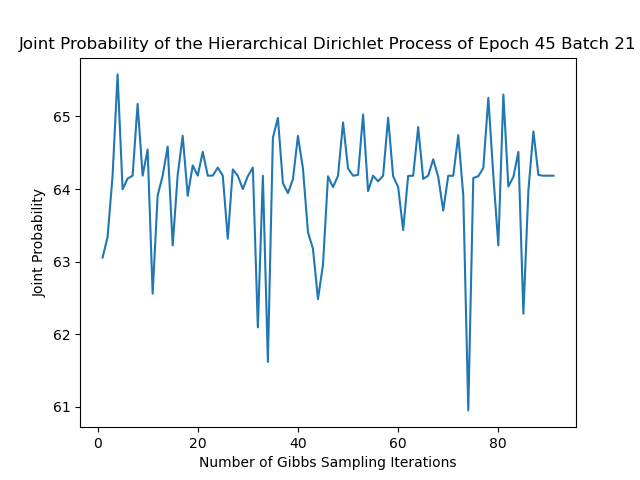 Joint Probability of the Hierarchical Dirichlet Process of Epoch 45 Batch 21
65
64
63
62
61
Joint Probability
0 20 40 60 80
Number of Gibbs Sampling Iterations